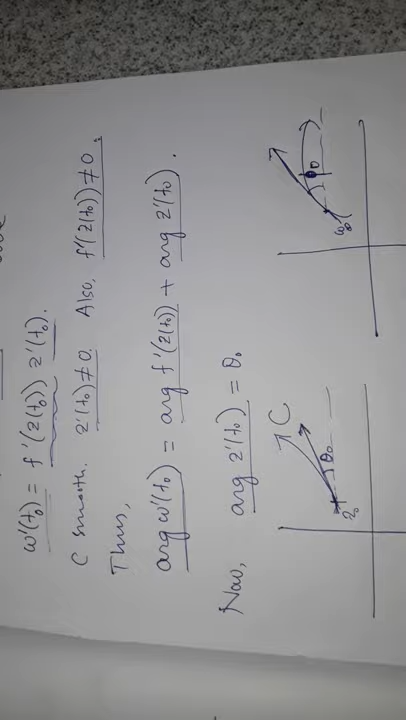 w'(t₀) = f'(z(t₀)) z'(t₀).
C smooth. z'(t₀) ≠ 0. Also, f'(z(t₀)) ≠ 0.
Thus,
arg w'(t₀) = arg f'(z(t₀)) + arg z'(t₀).
Now, arg z'(t₀) = θ₀
C
z₀ θ₀
w₀ ϕ₀